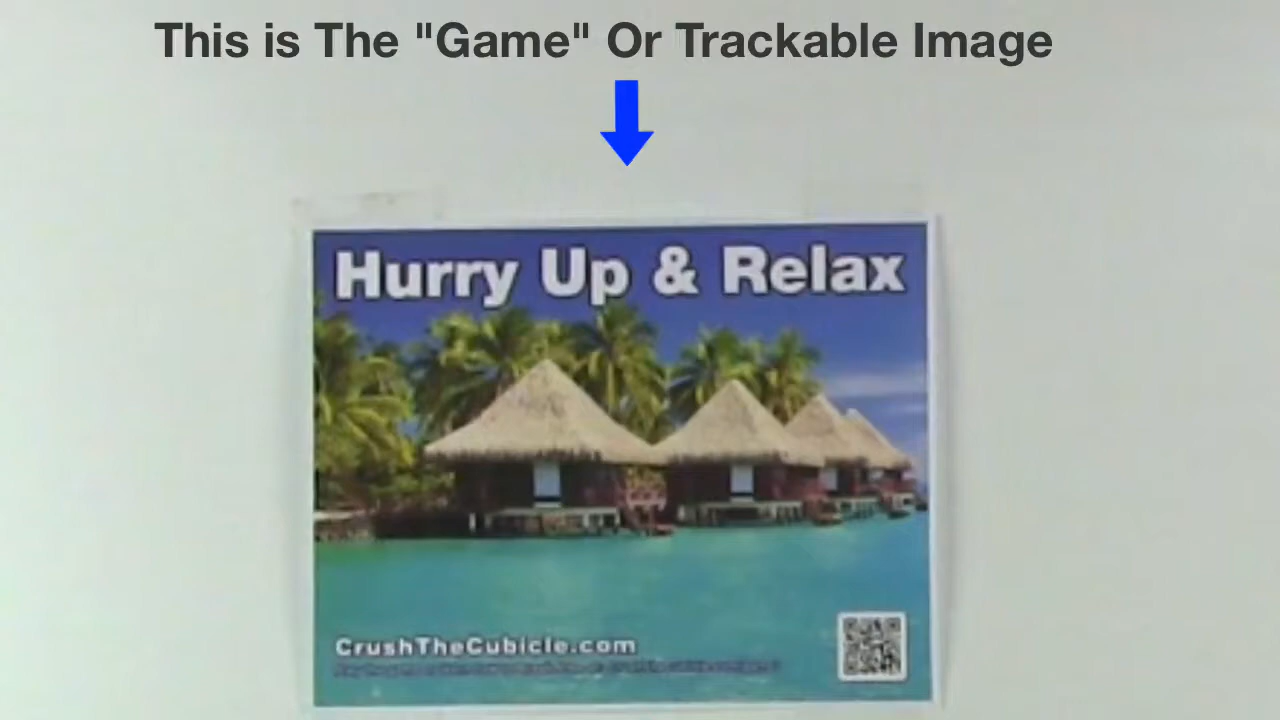 This is The "Game" Or Trackable Image
Hurry Up & Relax
CrushTheCubicle.com